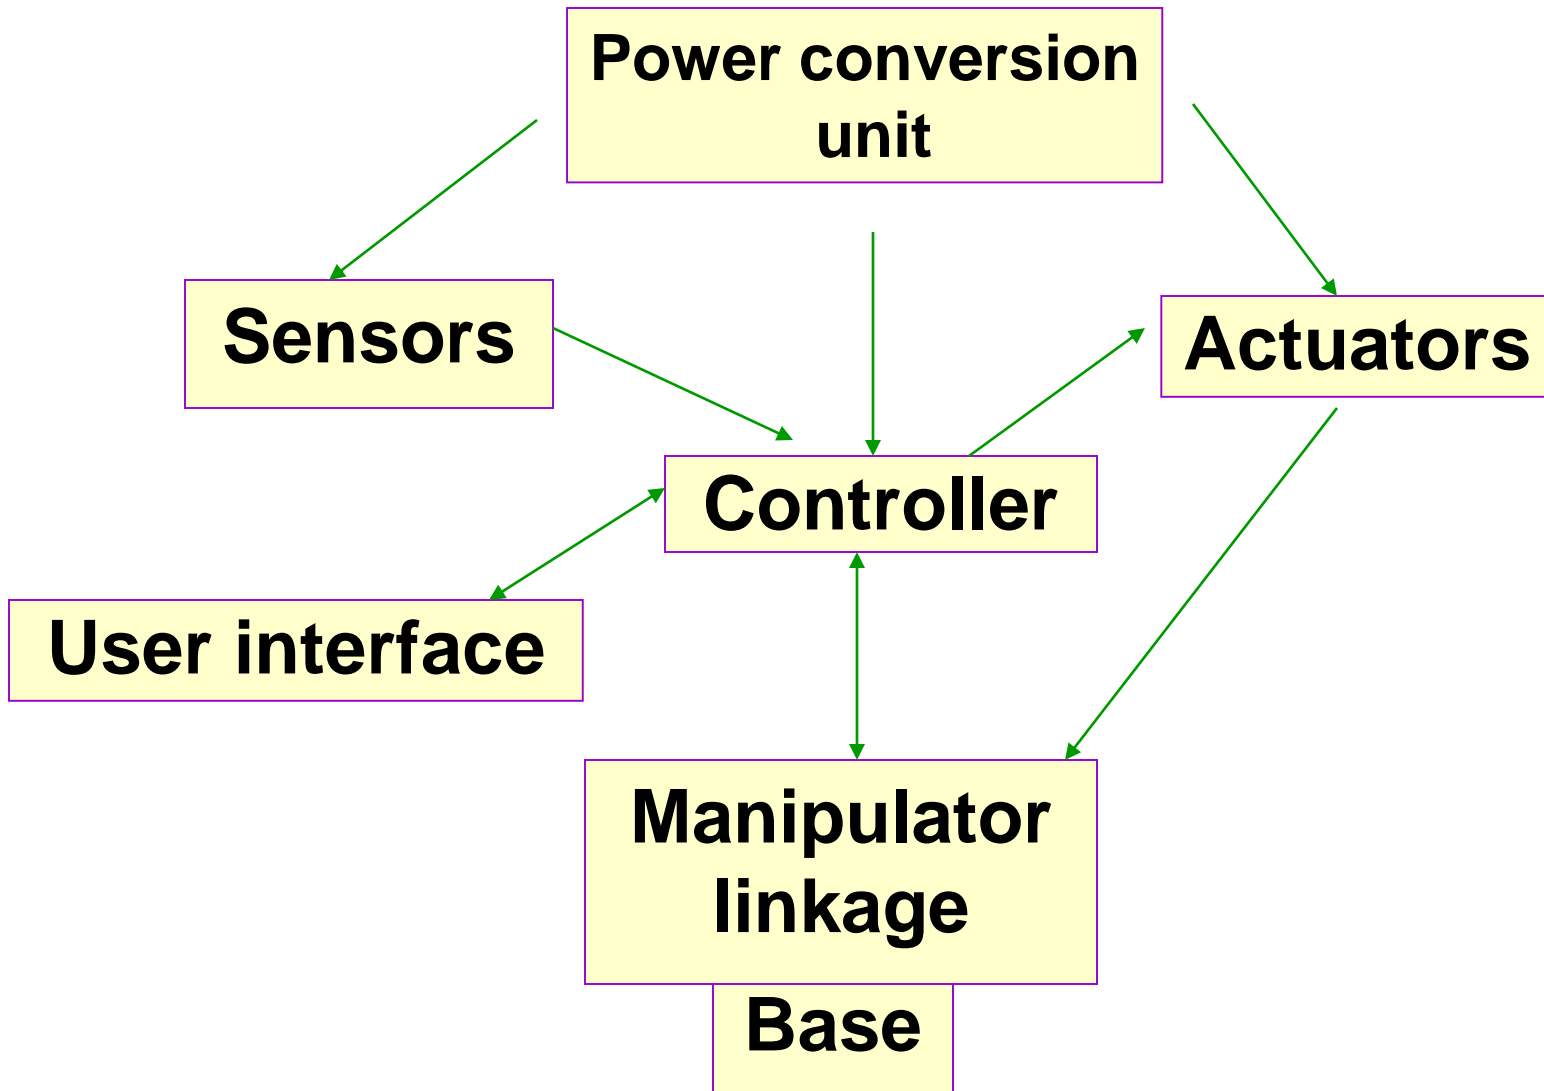 Power conversion
unit
Sensors
Actuators
Controller
User interface
Manipulator
linkage
Base